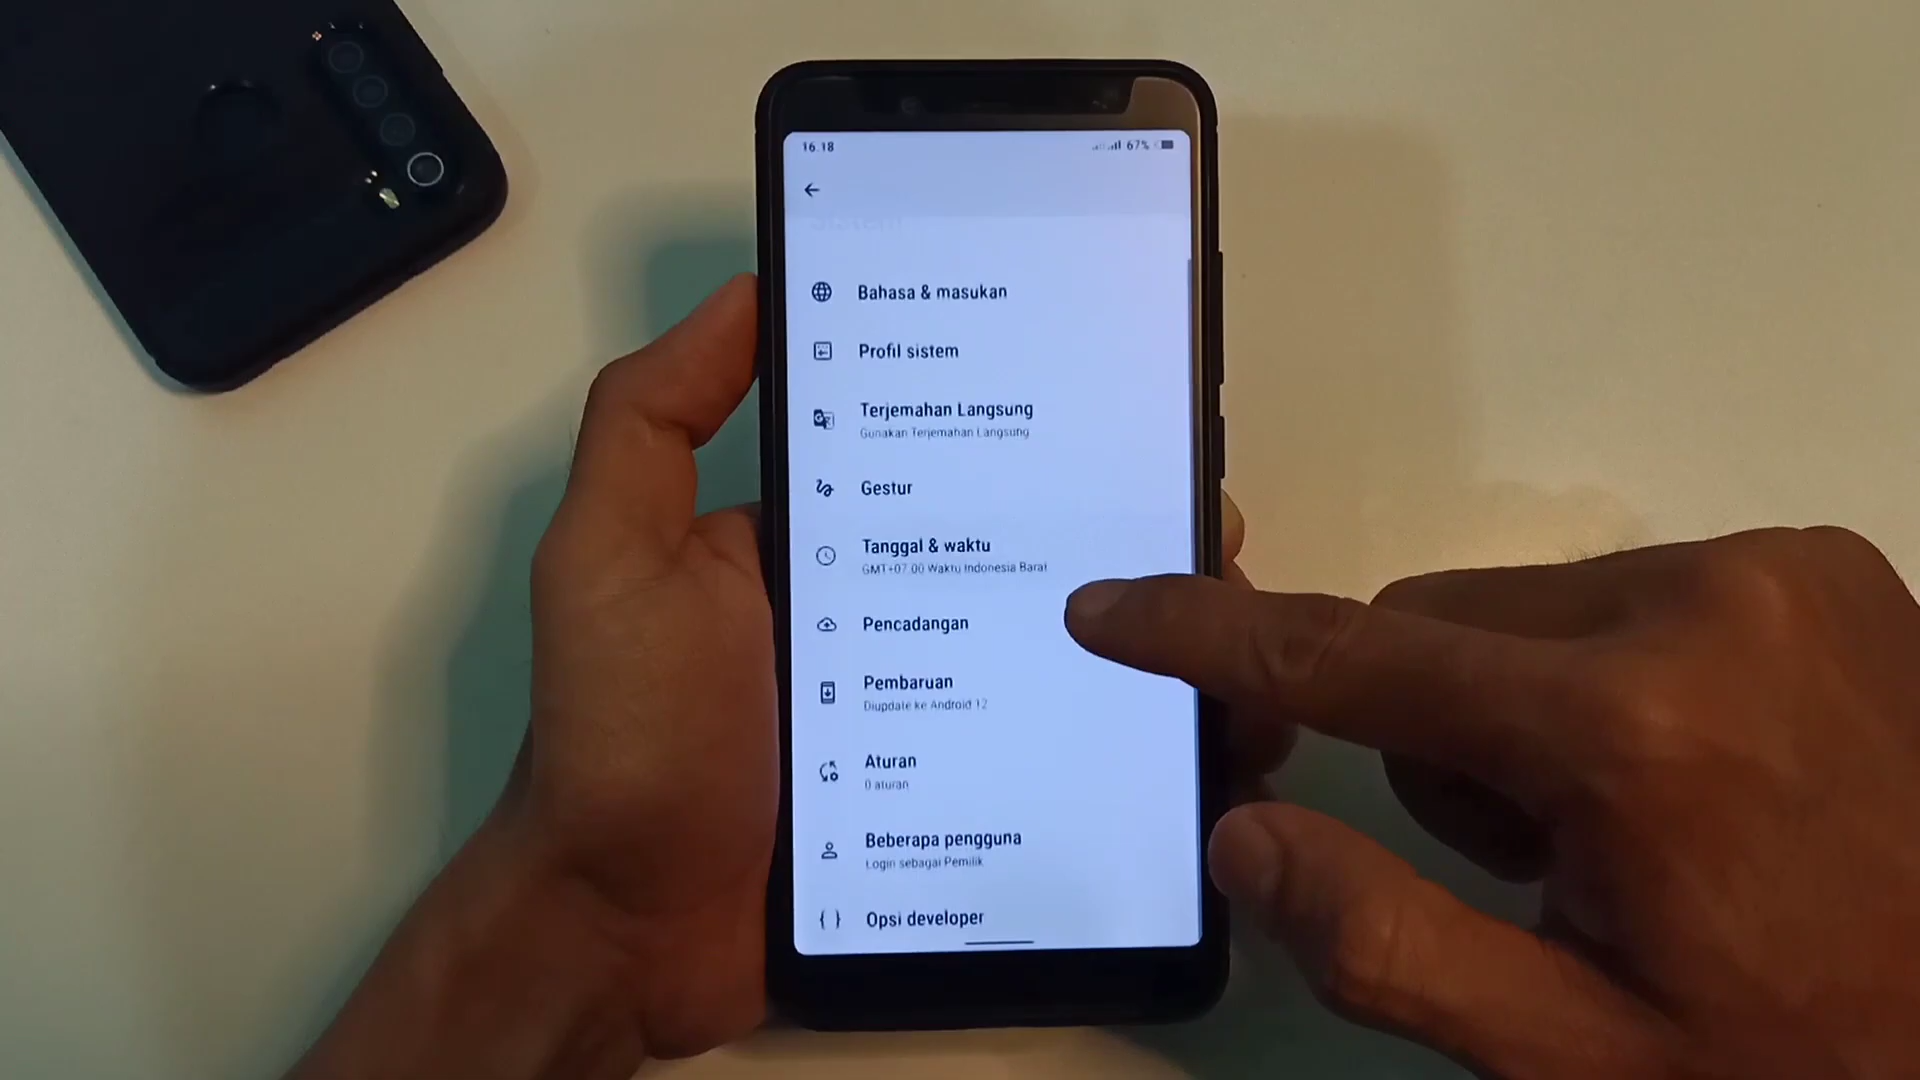 16.18
67%
Sistem
Bahasa & masukan
Profil sistem
Terjemahan Langsung
Gunakan Terjemahan Langsung
Gestur
Tanggal & waktu
GMT+07.00 Waktu Indonesia Barat
Pencadangan
Pembaruan
Diupdate ke Android 12
Aturan
0 aturan
Beberapa pengguna
Login sebagai Pemilik
Opsi developer